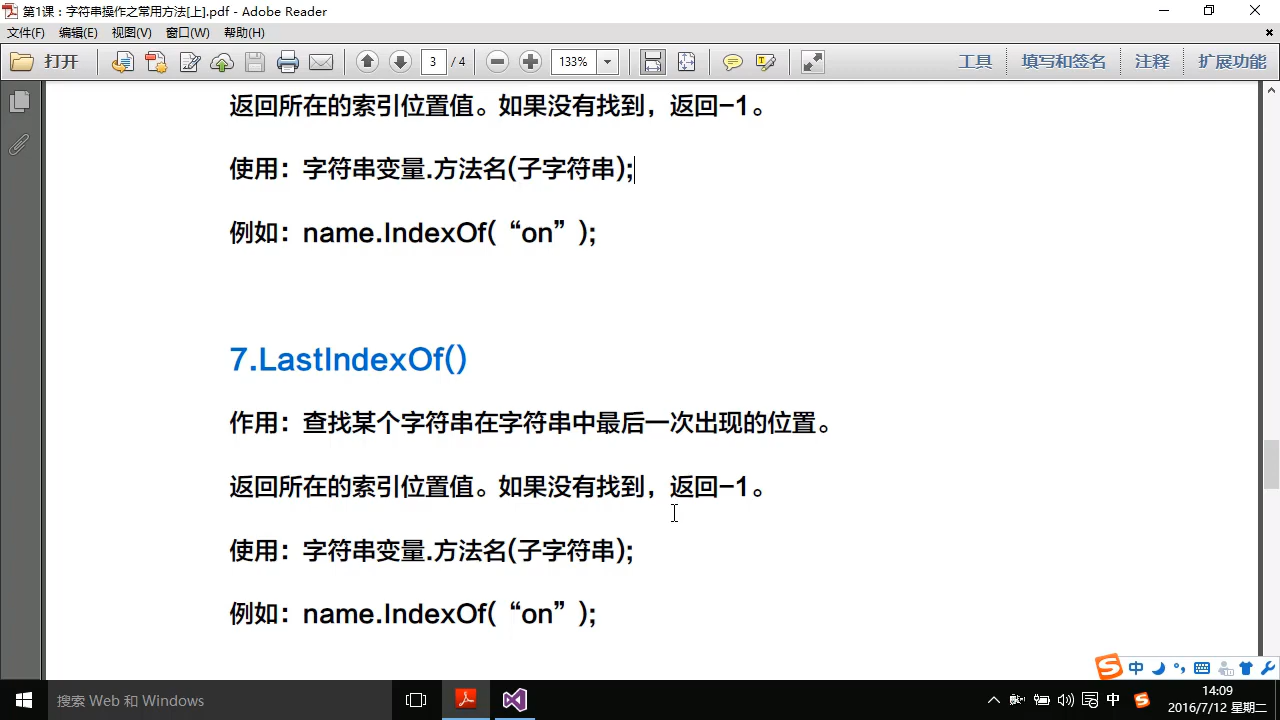 第1课：字符串操作之常用方法[上].pdf - Adobe Reader
文件(F) 编辑(E) 视图(V) 窗口(W) 帮助(H)
打开 3 / 4 133% 工具 填写和签名 注释 扩展功能
返回所在的索引位置值。如果没有找到，返回-1。
使用：字符串变量.方法名(子字符串);
例如：name.IndexOf(“on”);
7.LastIndexOf()
作用：查找某个字符串在字符串中最后一次出现的位置。
返回所在的索引位置值。如果没有找到，返回-1。
使用：字符串变量.方法名(子字符串);
例如：name.IndexOf(“on”);
中
搜索 Web 和 Windows
中
14:09
2016/7/12 星期二